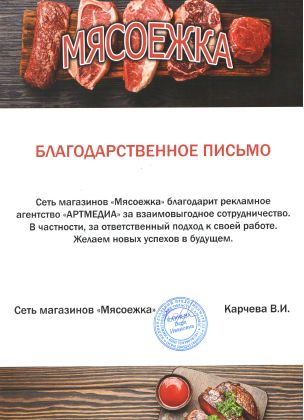 МЯСОЕЖКА
БЛАГОДАРСТВЕННОЕ ПИСЬМО
Сеть магазинов «Мясоежка» благодарит рекламное
агентство «АРТМЕДИА» за взаимовыгодное сотрудничество.
В частности, за ответственный подход к своей работе.
Желаем новых успехов в будущем.
Сеть магазинов «Мясоежка» Карчева В.И.